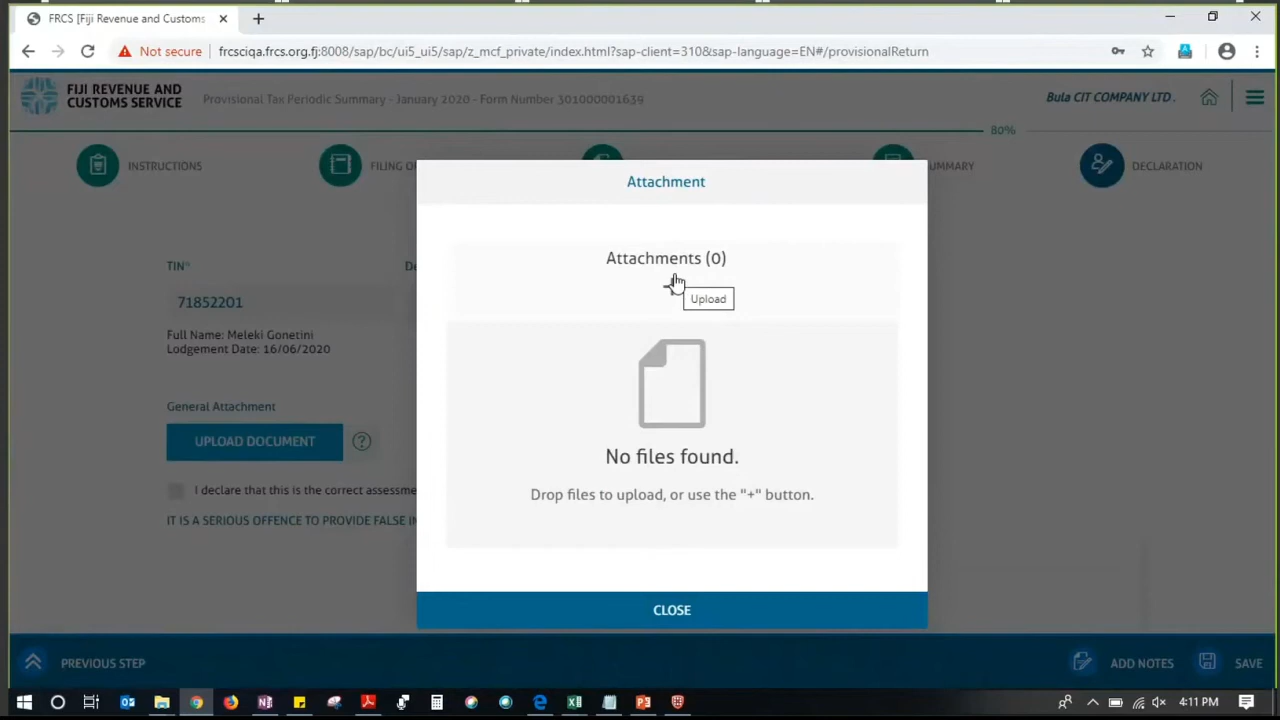 FRCS [Fiji Revenue and Customs
Not secure
frcsciqa.frcs.org.fj:8008/sap/bc/ui5_ui5/sap/z_mcf_private/index.html?sap-client=310&sap-language=EN#/provisionalReturn
FIJI REVENUE AND
CUSTOMS SERVICE
Provisional Tax Periodic Summary - January 2020 - Form Number 301000001639
Bula CIT COMPANY LTD .
80%
INSTRUCTIONS
FILING O
UMMARY
DECLARATION
Attachment
Attachments (0)
Upload
No files found.
Drop files to upload, or use the "+" button.
CLOSE
TIN*
De
71852201
Full Name: Meleki Gonetini
Lodgement Date: 16/06/2020
General Attachment
UPLOAD DOCUMENT
?
I declare that this is the correct assessme
IT IS A SERIOUS OFFENCE TO PROVIDE FALSE IN
PREVIOUS STEP
ADD NOTES
SAVE
4:11 PM